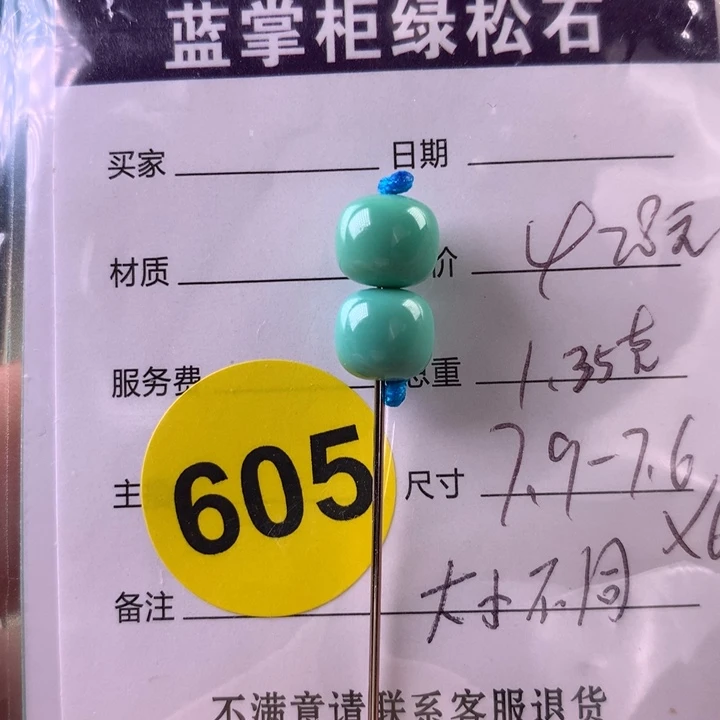 蓝掌柜绿松石
买家 日期
材质 价 428元
服务费 总重 1.35克
605
主 尺寸 7.9-7.6
X6
备注 大小不同
不满意请联系客服退货